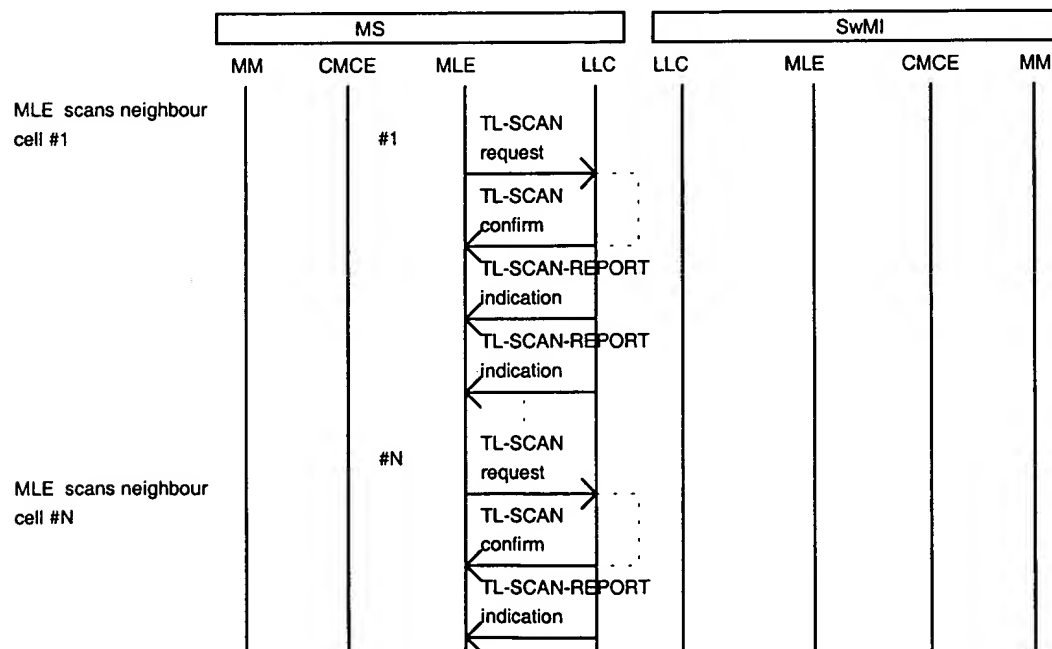 MS
SwMI
MM CMCE MLE LLC LLC MLE CMCE MM
MLE scans neighbour
cell #1
#1
TL-SCAN
request
TL-SCAN
confirm
TL-SCAN-REPORT
indication
TL-SCAN-REPORT
indication
#N
TL-SCAN
request
MLE scans neighbour
cell #N
TL-SCAN
confirm
TL-SCAN-REPORT
indication